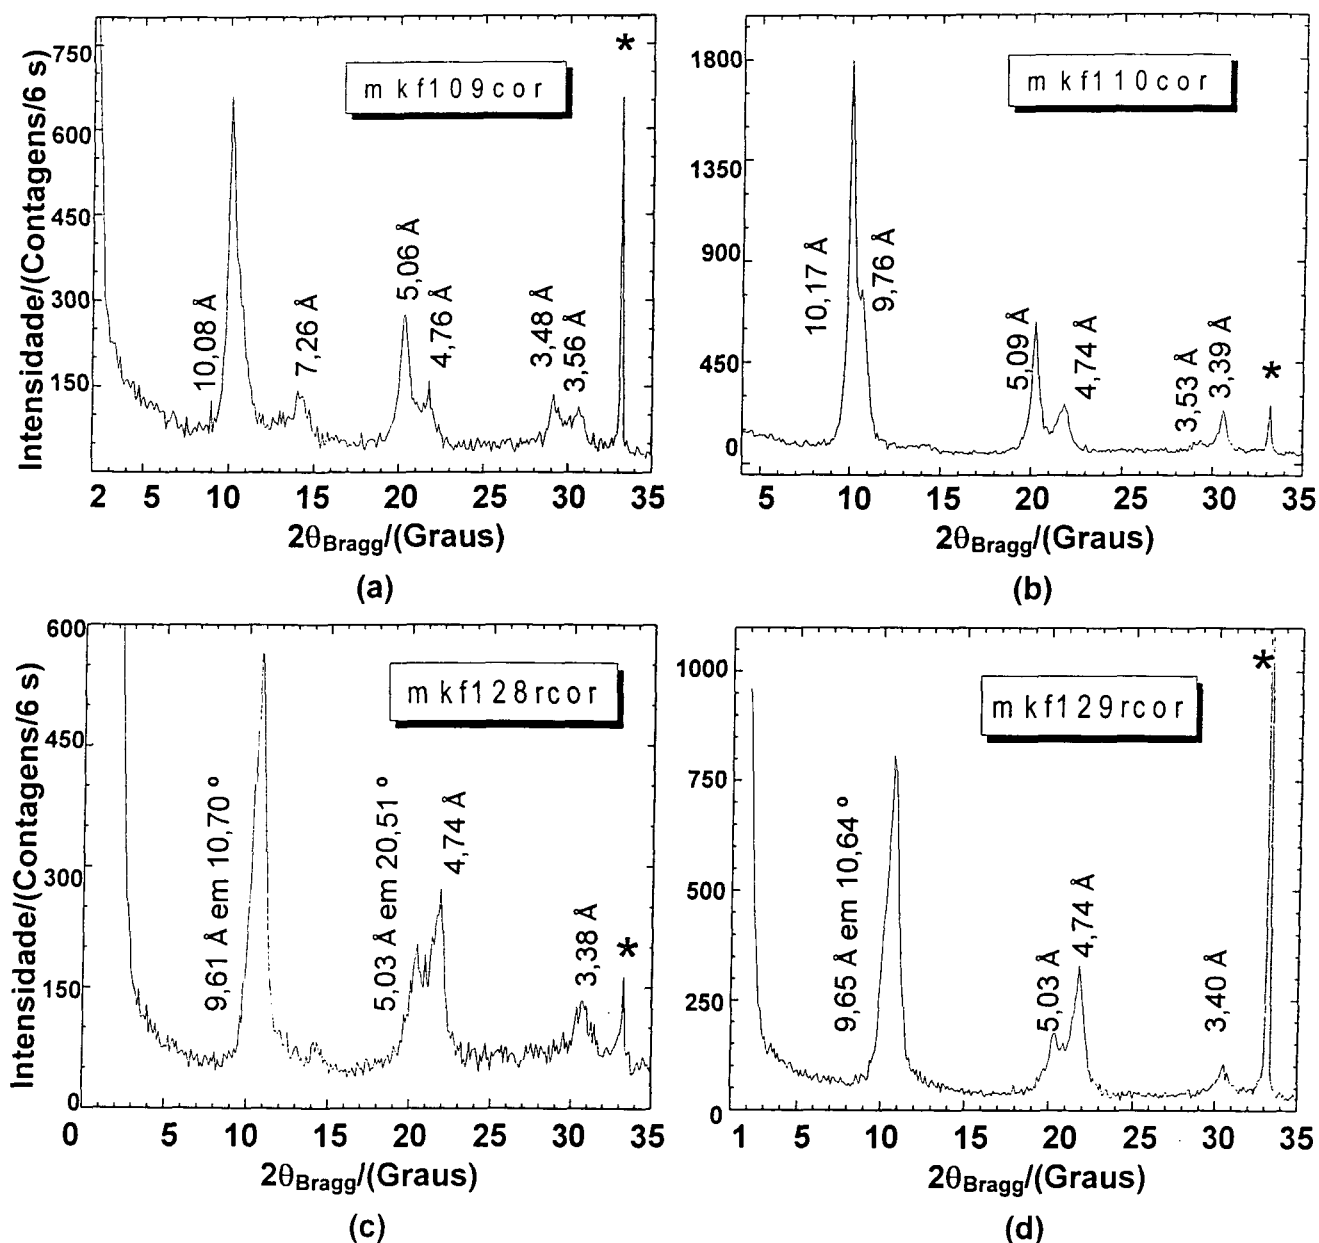 Intensidade/(Contagens/6 s)
750
600
450
300
150
mkf109cor
*
10,08 Å
7,26 Å
5,06 Å
4,76 Å
3,48 Å
3,56 Å
2 5 10 15 20 25 30 35
2θBragg/(Graus)
(a)
1800
1350
900
450
0
mkf110cor
10,17 Å
9,76 Å
5,09 Å
4,74 Å
3,53 Å
3,39 Å
*
5 10 15 20 25 30 35
2θBragg/(Graus)
(b)
Intensidade/(Contagens/6 s)
600
450
300
150
0
mkf128rcor
9,61 Å em 10,70 º
5,03 Å em 20,51 º
4,74 Å
3,38 Å
*
0 5 10 15 20 25 30 35
2θBragg/(Graus)
(c)
1000
750
500
250
0
mkf129rcor
*
9,65 Å em 10,64 º
5,03 Å
4,74 Å
3,40 Å
1 5 10 15 20 25 30 35
2θBragg/(Graus)
(d)